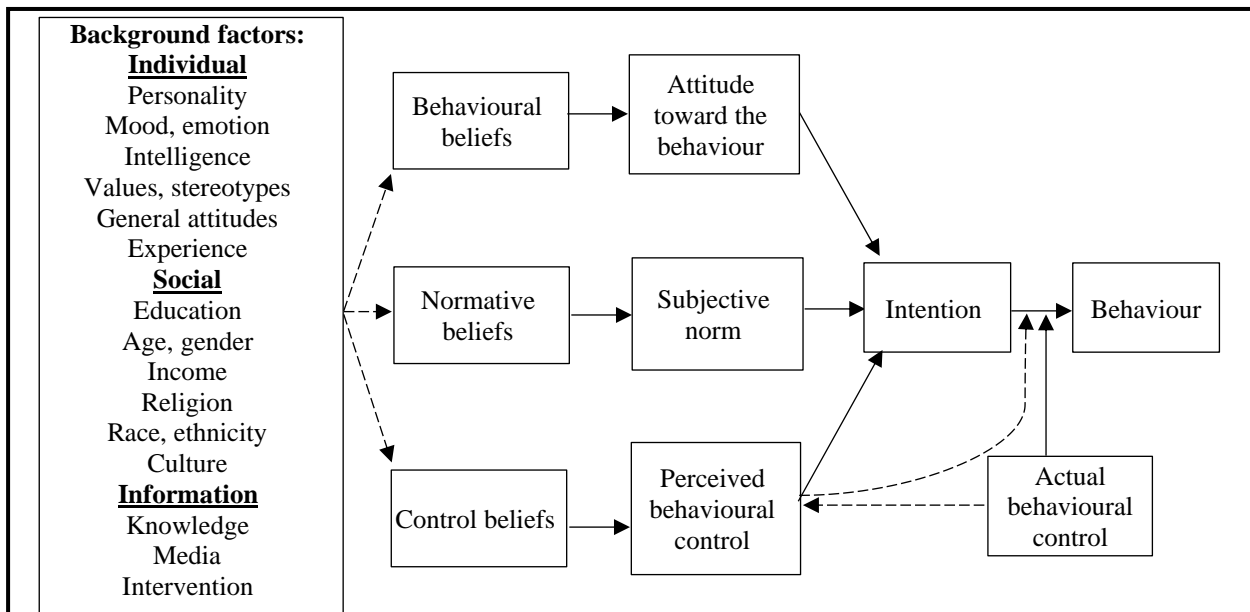 Background factors:
Individual
Personality
Mood, emotion
Intelligence
Values, stereotypes
General attitudes
Experience
Social
Education
Age, gender
Income
Religion
Race, ethnicity
Culture
Information
Knowledge
Media
Intervention
Behavioural
beliefs
Attitude
toward the
behaviour
Normative
beliefs
Subjective
norm
Intention
Behaviour
Control beliefs
Perceived
behavioural
control
Actual
behavioural
control